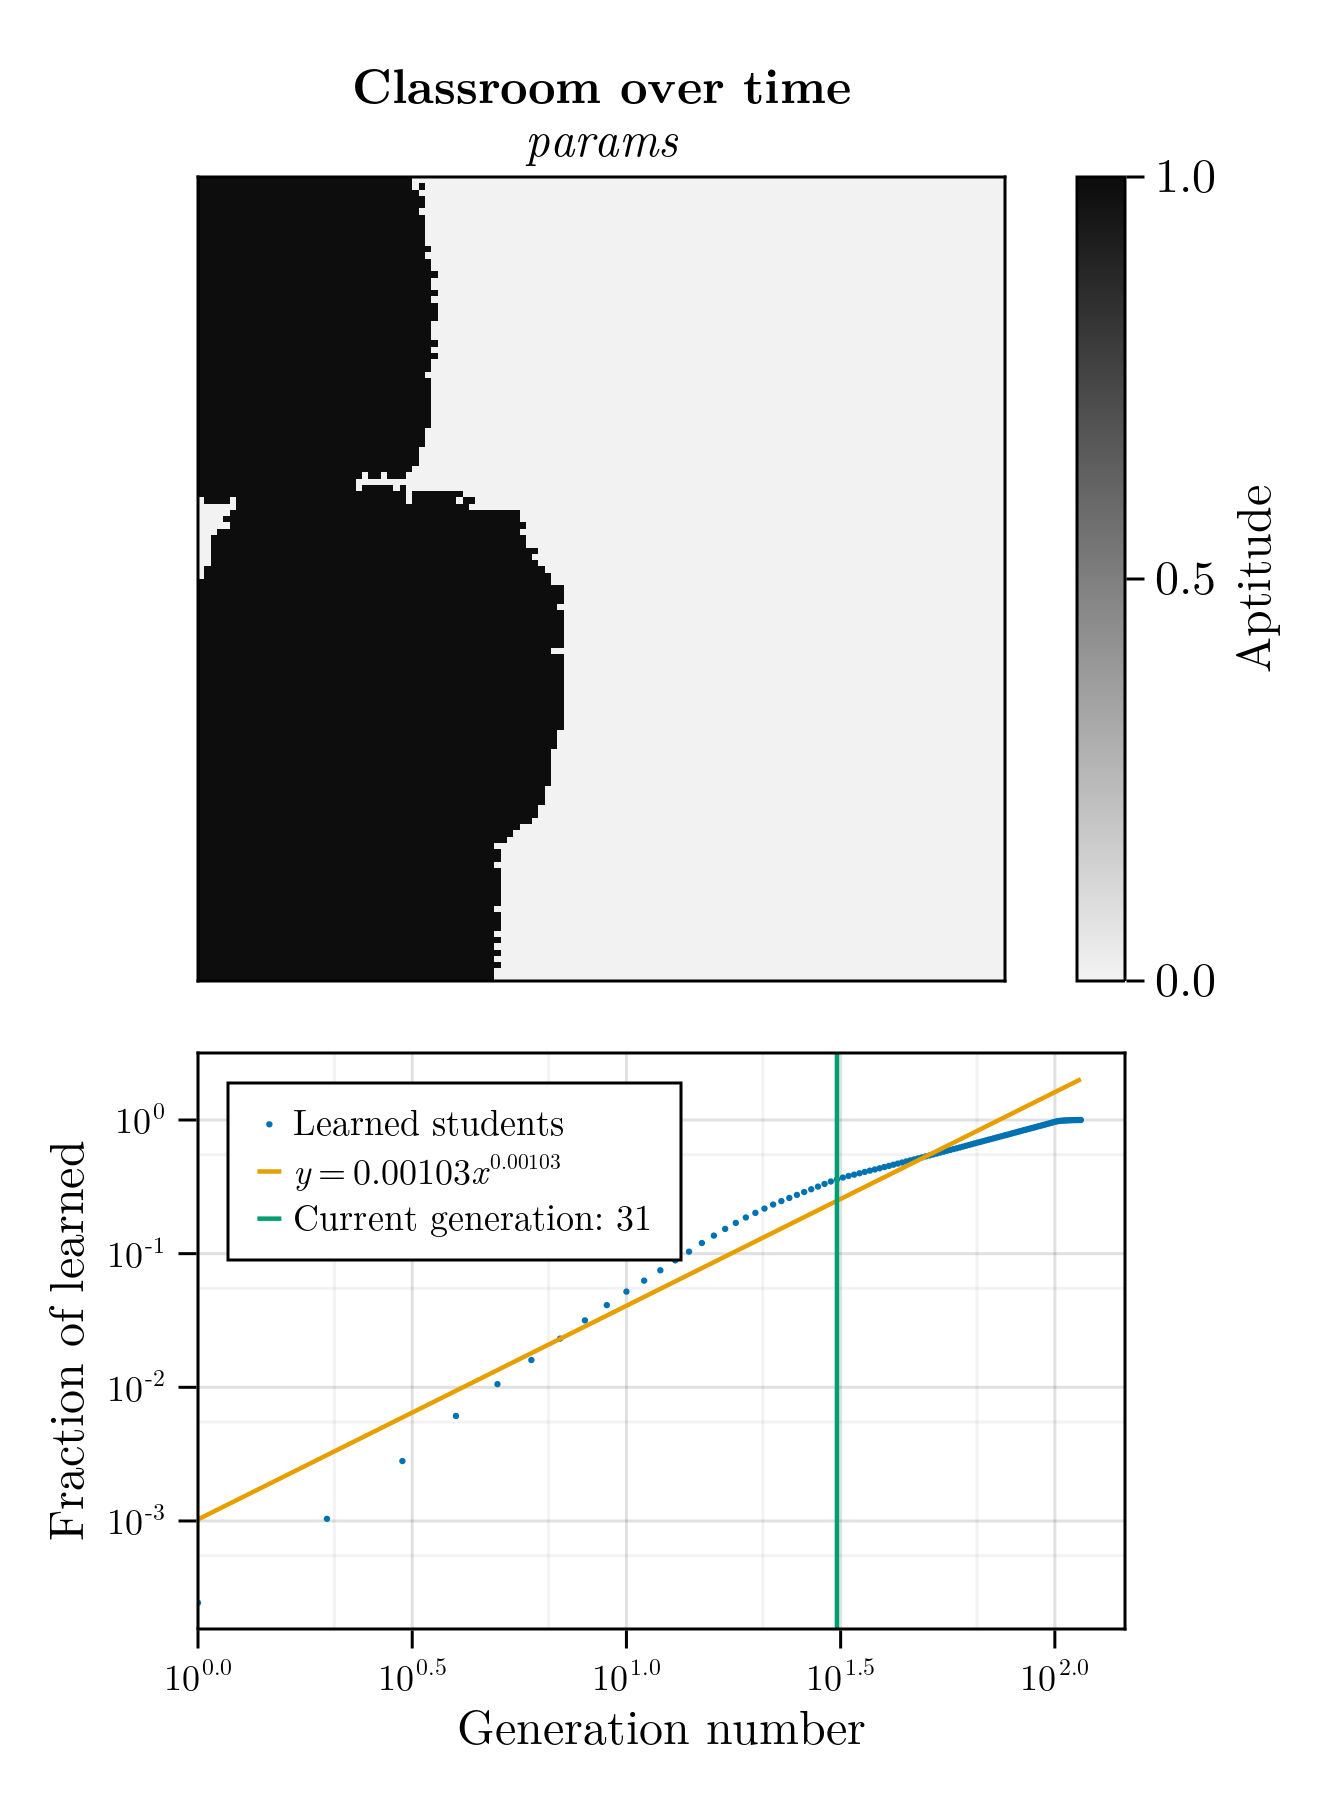 Classroom over time
params
1.0
0.5
0.0
Aptitude
Learned students
y = 0.00103x^0.00103
Current generation: 31
10^0
10^-1
10^-2
10^-3
Fraction of learned
10^0.0 10^0.5 10^1.0 10^1.5 10^2.0
Generation number